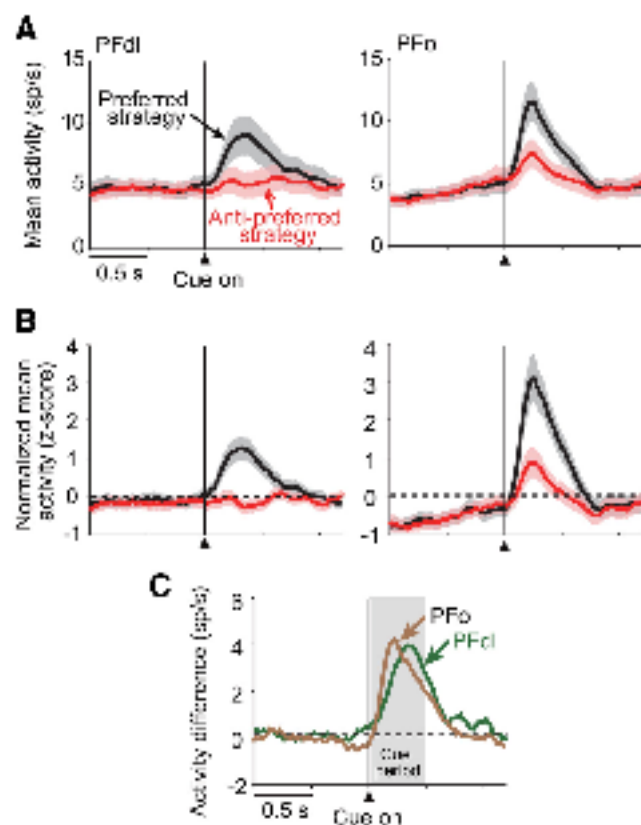 A
PFdl
PFo
Mean activity (sp/s)
15
10
5
0
Preferred
strategy
Anti-preferred
strategy
0.5 s
Cue on
15
10
5
0
B
Normalized mean
activity (z-score)
4
3
2
1
0
-1
4
3
2
1
0
-1
C
Activity difference (sp/s)
6
4
2
0
-2
PFo
PFdl
Cue
period
0.5 s
Cue on